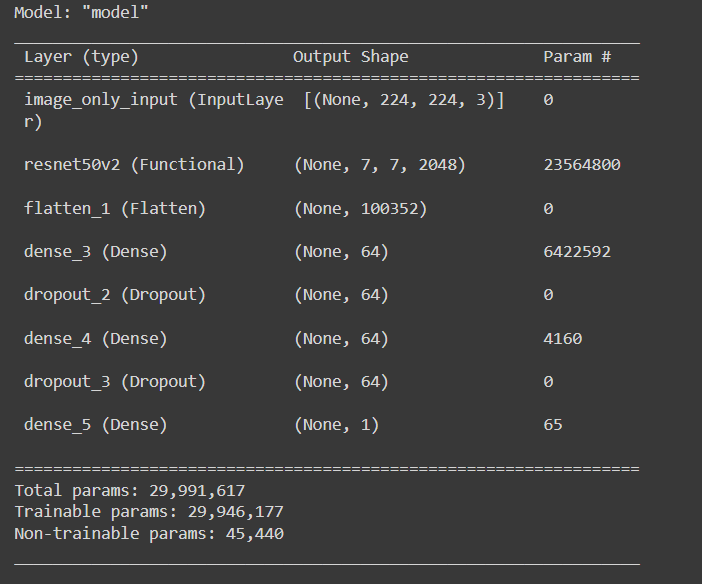 Model: "model"
Layer (type) Output Shape Param #
image_only_input (InputLaye [(None, 224, 224, 3)] 0
r)
resnet50v2 (Functional) (None, 7, 7, 2048) 23564800
flatten_1 (Flatten) (None, 100352) 0
dense_3 (Dense) (None, 64) 6422592
dropout_2 (Dropout) (None, 64) 0
dense_4 (Dense) (None, 64) 4160
dropout_3 (Dropout) (None, 64) 0
dense_5 (Dense) (None, 1) 65
Total params: 29,991,617
Trainable params: 29,946,177
Non-trainable params: 45,440